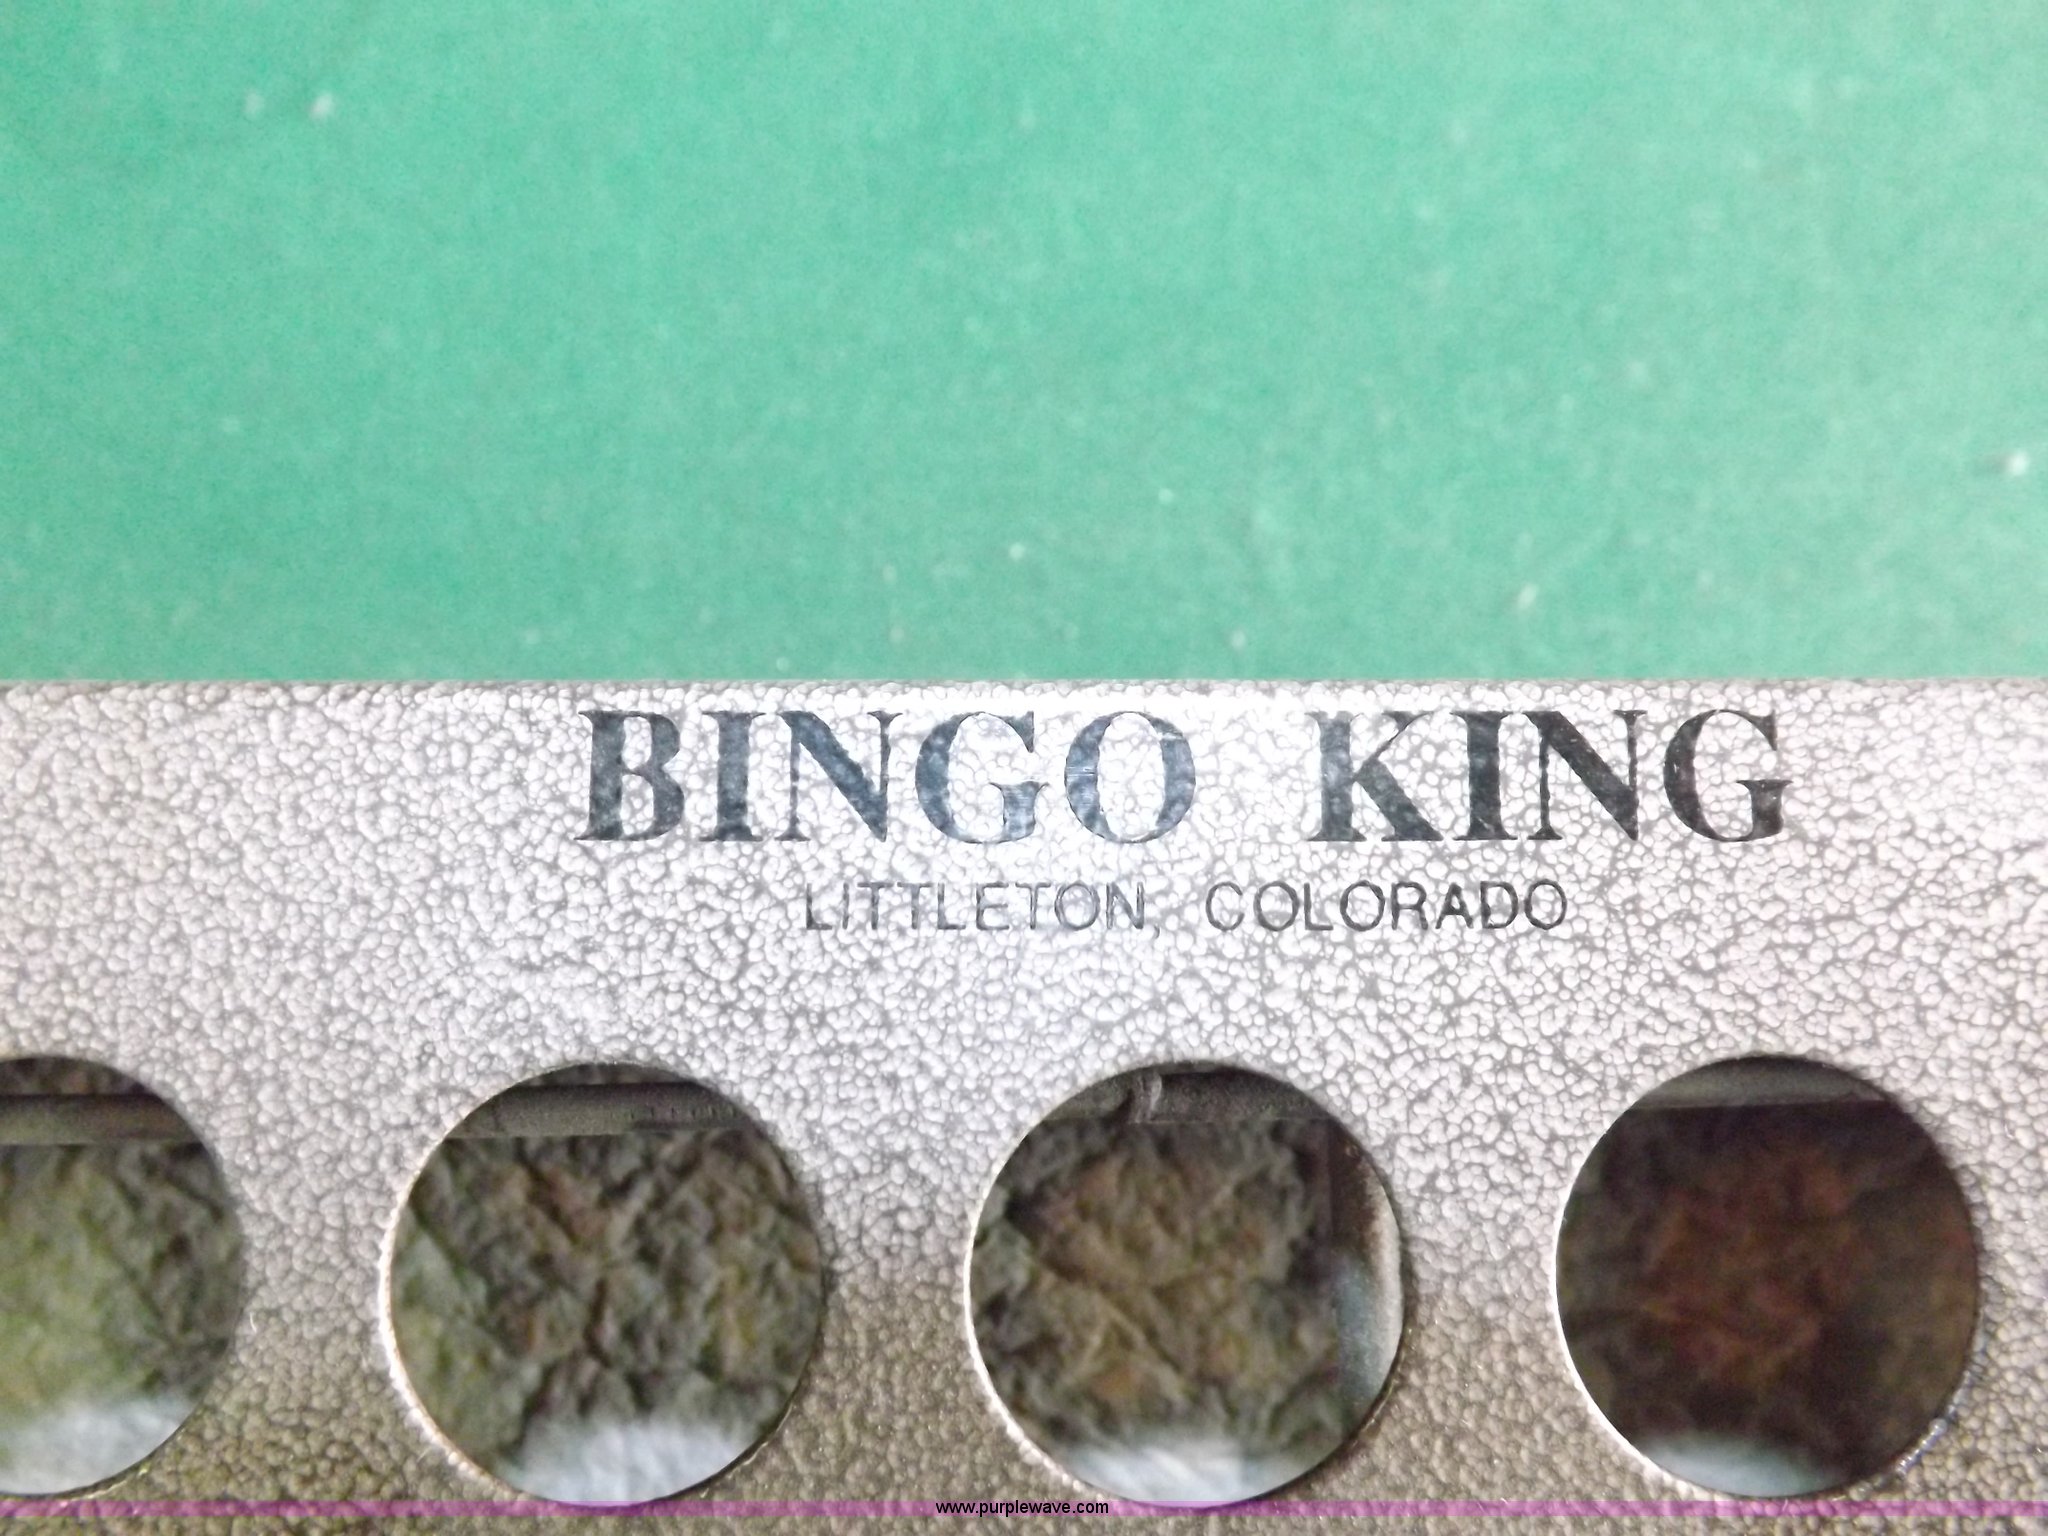 BINGO KING
LITTLETON, COLORADO
www.purplewave.com